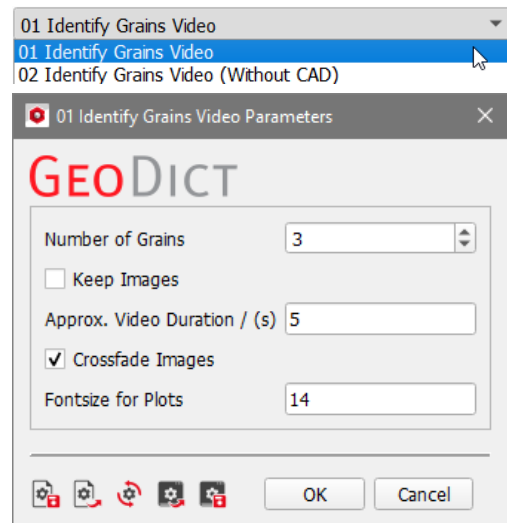 01 Identify Grains Video
01 Identify Grains Video
02 Identify Grains Video (Without CAD)
01 Identify Grains Video Parameters
GEODICT
Number of Grains 3
Keep Images
Approx. Video Duration / (s) 5
Crossfade Images
Fontsize for Plots 14
OK Cancel